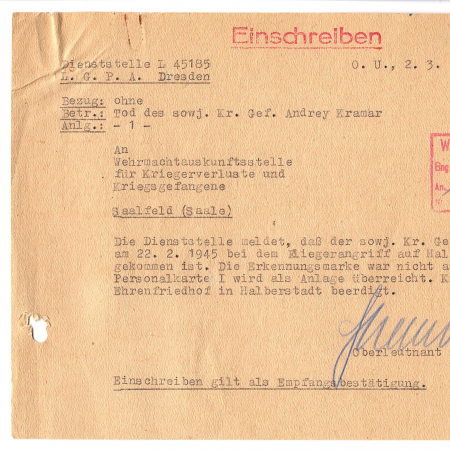 Einschreiben
Dienststelle L 45185
L. G. P. A. Dresden
O. U., 2. 3.
Bezug: ohne
Betr.: Tod des sowj. Kr. Gef. Andrey Kramar
Anlg.: - 1 -
An
Wehrmachtauskunftsstelle
für Kriegerverluste und
Kriegsgefangene
Saalfeld (Saale)
W
Eing
An.
Die Dienststelle meldet, daß der sowj. Kr. Ge
am 22. 2. 1945 bei dem Fliegerangriff auf Hal
gekommen ist. Die Erkennungsmarke war nicht a
Personalkarte I wird als Anlage überreicht. K
Ehrenfriedhof in Halberstadt beerdigt.
Oberleutnant
Einschreiben gilt als Empfangsbestätigung.